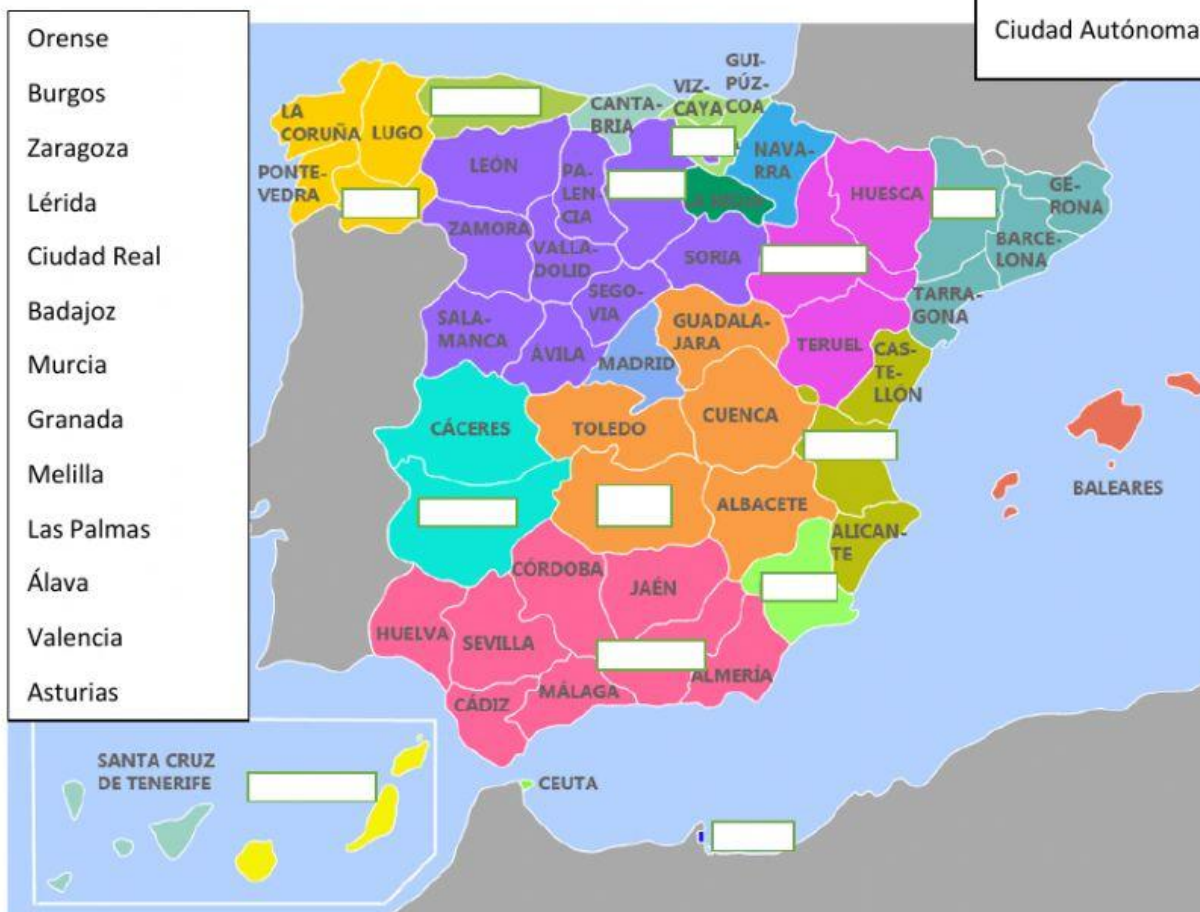 Orense
Burgos
Zaragoza
Lérida
Ciudad Real
Badajoz
Murcia
Granada
Melilla
Las Palmas
Álava
Valencia
Asturias
Ciudad Autónoma
LA
CORUÑA
LUGO
PONTE-
VEDRA
CANTA-
BRIA
VIZ-
CAYA
GUI-
PÚZ-
COA
NAVA-
RRA
LEÓN
PA-
LEN-
CIA
ZAMORA
VALLA-
DOLID
SORIA
SEGO-
VIA
SALA-
MANCA
ÁVILA
MADRID
HUESCA
GE-
RONA
BARCE-
LONA
TARRA-
GONA
TERUEL
GUADALA-
JARA
CAS-
TE-
LLÓN
CÁCERES
TOLEDO
CUENCA
ALBACETE
ALICAN-
TE
BALEARES
CÓRDOBA
JAÉN
HUELVA
SEVILLA
CÁDIZ
MÁLAGA
ALMERÍA
SANTA CRUZ
DE TENERIFE
CEUTA